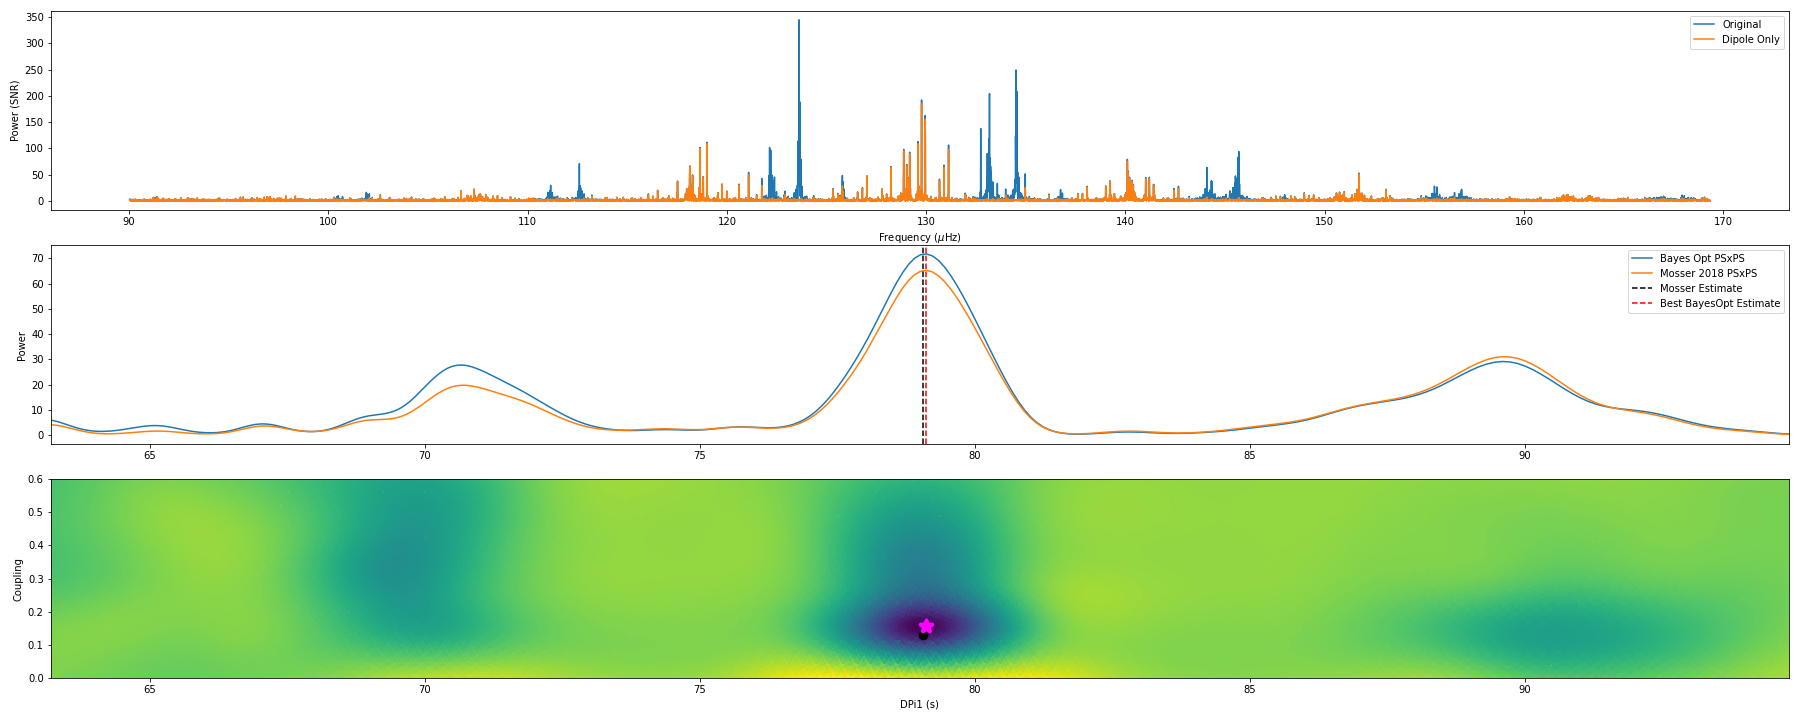 350
300
250
200
150
100
50
0
Power (SNR)
Original
Dipole Only
90 100 110 120 130 140 150 160 170
Frequency (μHz)
70
60
50
40
30
20
10
0
Power
Bayes Opt PSxPS
Mosser 2018 PSxPS
Mosser Estimate
Best BayesOpt Estimate
65 70 75 80 85 90
0.6
0.5
0.4
0.3
0.2
0.1
0.0
Coupling
65 70 75 80 85 90
DPi1 (s)